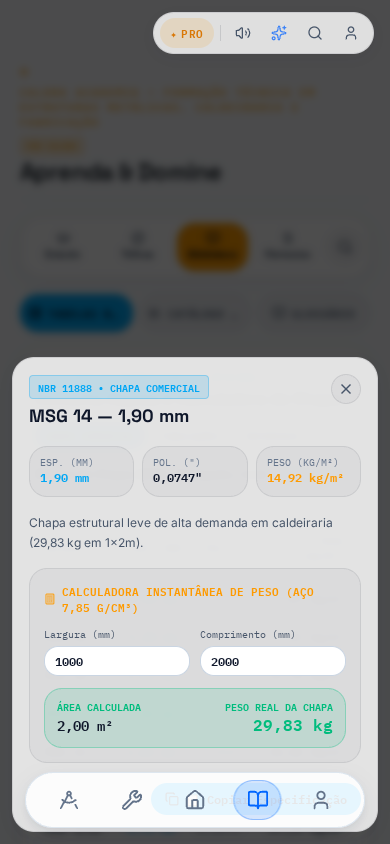 ✦ PRO
Aprenda & Domine
NBR 11888 • CHAPA COMERCIAL
MSG 14 — 1,90 mm
ESP. (MM)
1,90 mm
POL. (")
0,0747"
PESO (KG/M²)
14,92 kg/m²
Chapa estrutural leve de alta demanda em caldeiraria
(29,83 kg em 1×2m).
CALCULADORA INSTANTÂNEA DE PESO (AÇO
7,85 G/CM³)
Largura (mm)
Comprimento (mm)
1000
2000
ÁREA CALCULADA
2,00 m²
PESO REAL DA CHAPA
29,83 kg